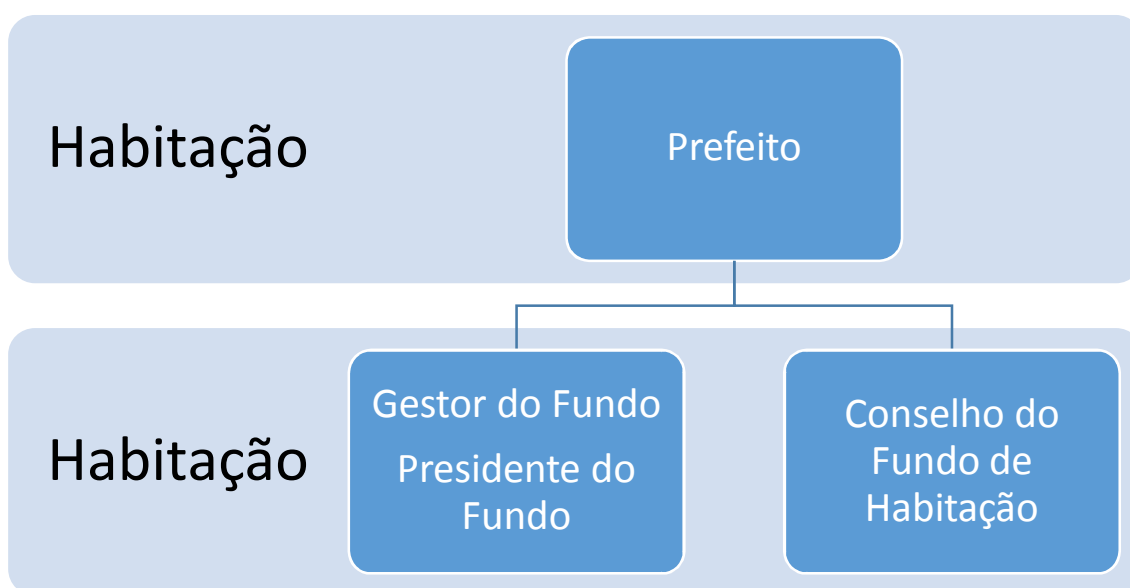 Habitação
Prefeito
Habitação
Gestor do Fundo
Presidente do
Fundo
Conselho do
Fundo de
Habitação